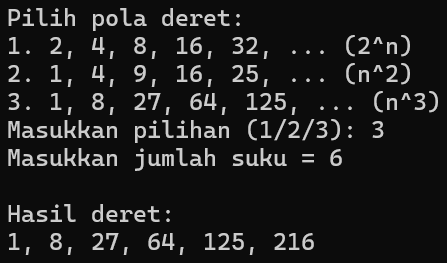 Pilih pola deret:
1. 2, 4, 8, 16, 32, ... (2^n)
2. 1, 4, 9, 16, 25, ... (n^2)
3. 1, 8, 27, 64, 125, ... (n^3)
Masukkan pilihan (1/2/3): 3
Masukkan jumlah suku = 6

Hasil deret:
1, 8, 27, 64, 125, 216